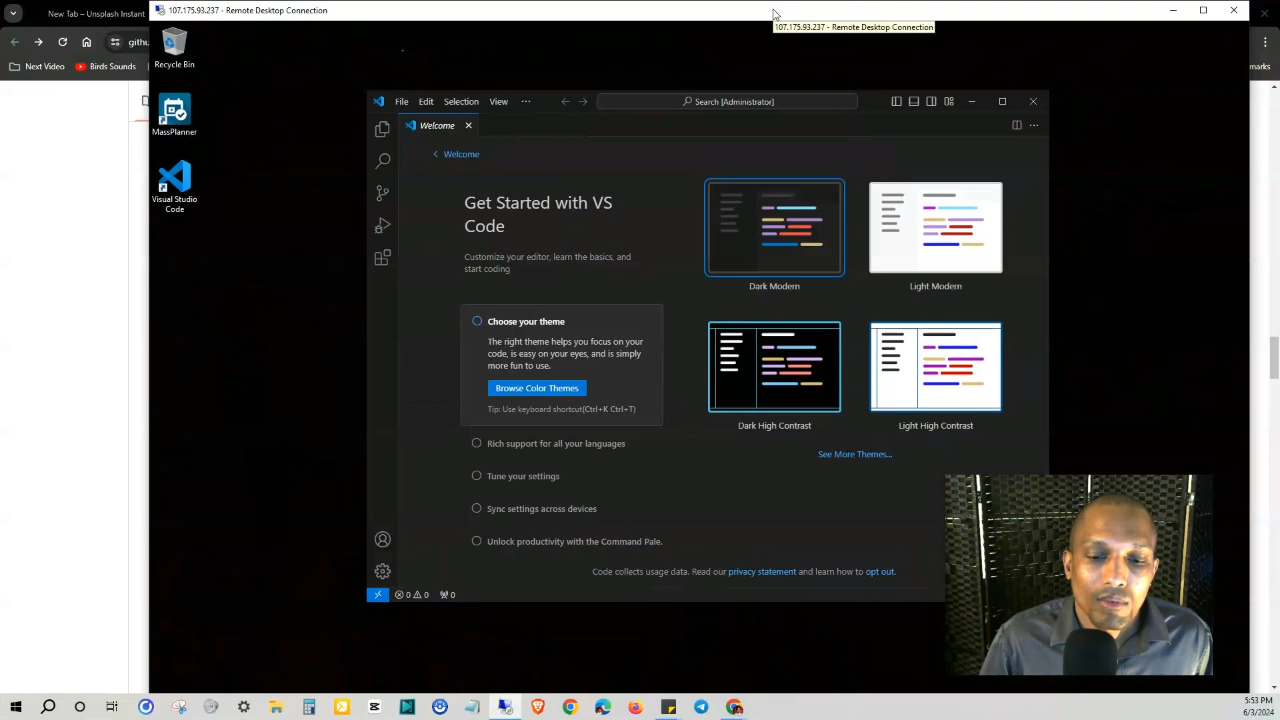 New Tab – Unsplash Instant
107.175.93.237 - Remote Desktop Connection
107.175.93.237 - Remote Desktop Connection
Next Video
Birds Sounds
Recycle Bin
MassPlanner
Visual Studio
Code
File
Edit
Selection
View
Search [Administrator]
Welcome
Welcome
Get Started with VS
Code
Customize your editor, learn the basics, and
start coding
Choose your theme
The right theme helps you focus on your
code, is easy on your eyes, and is simply
more fun to use.
Browse Color Themes
Tip: Use keyboard shortcut(Ctrl+K Ctrl+T)
Rich support for all your languages
Tune your settings
Sync settings across devices
Unlock productivity with the Command Pale.
Dark Modern
Light Modern
Dark High Contrast
Light High Contrast
See More Themes...
Code collects usage data. Read our privacy statement and learn how to opt out.
0
0
0
5:53 PM
6/3/2024